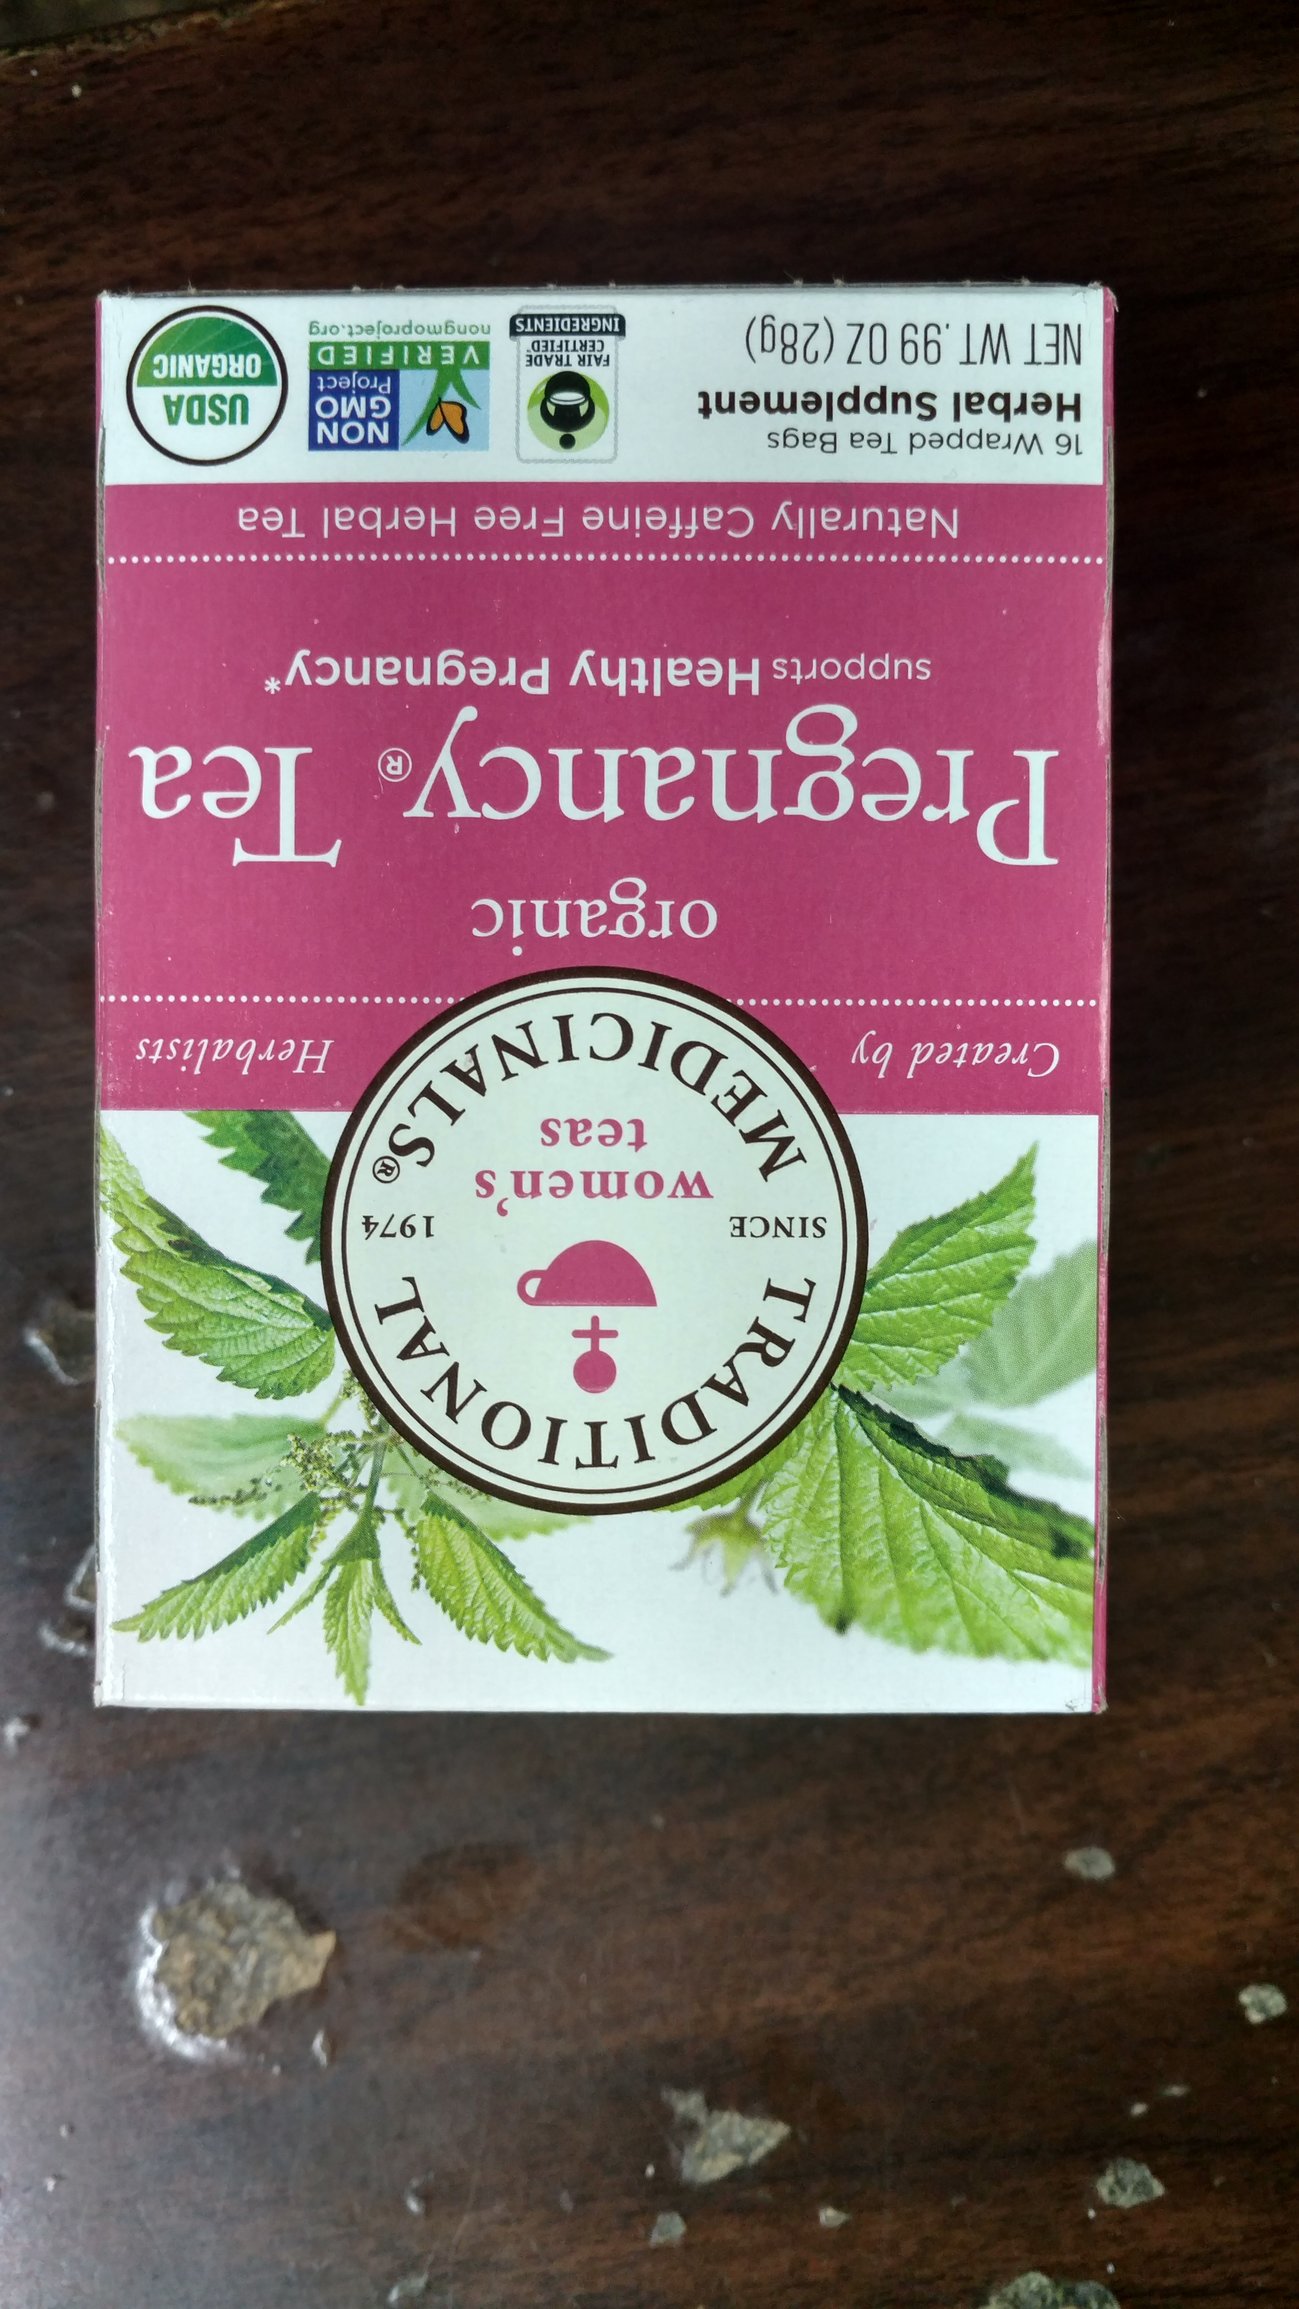 TRADITIONAL
SINCE 1974
women's
teas
MEDICINALS®
Created by Herbalists
organic
Pregnancy® Tea
supports Healthy Pregnancy*
Naturally Caffeine Free Herbal Tea
16 Wrapped Tea Bags
Herbal Supplement
NET WT .99 OZ (28g)
FAIR TRADE
CERTIFIED™
INGREDIENTS
NON
GMO
Project
VERIFIED
nongmoproject.org
USDA
ORGANIC